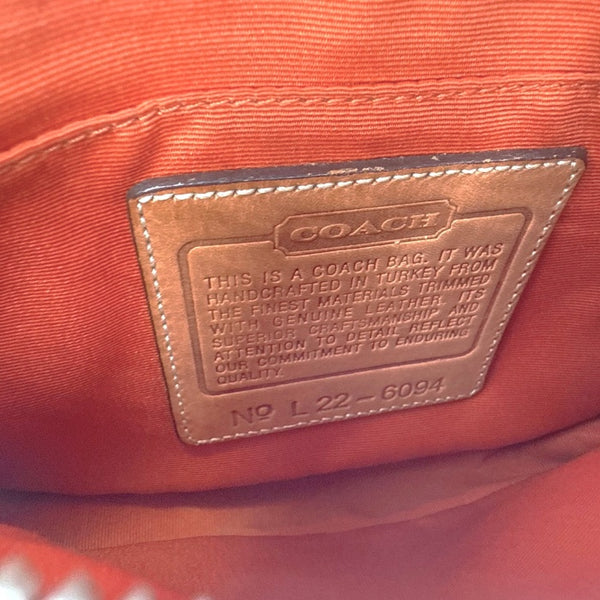 COACH
THIS IS A COACH BAG. IT WAS
HANDCRAFTED IN TURKEY FROM
THE FINEST MATERIALS TRIMMED
WITH GENUINE LEATHER. ITS
SUPERIOR CRAFTSMANSHIP AND
ATTENTION TO DETAIL REFLECT
OUR COMMITMENT TO ENDURING
QUALITY.
Nº L 22 - 6094